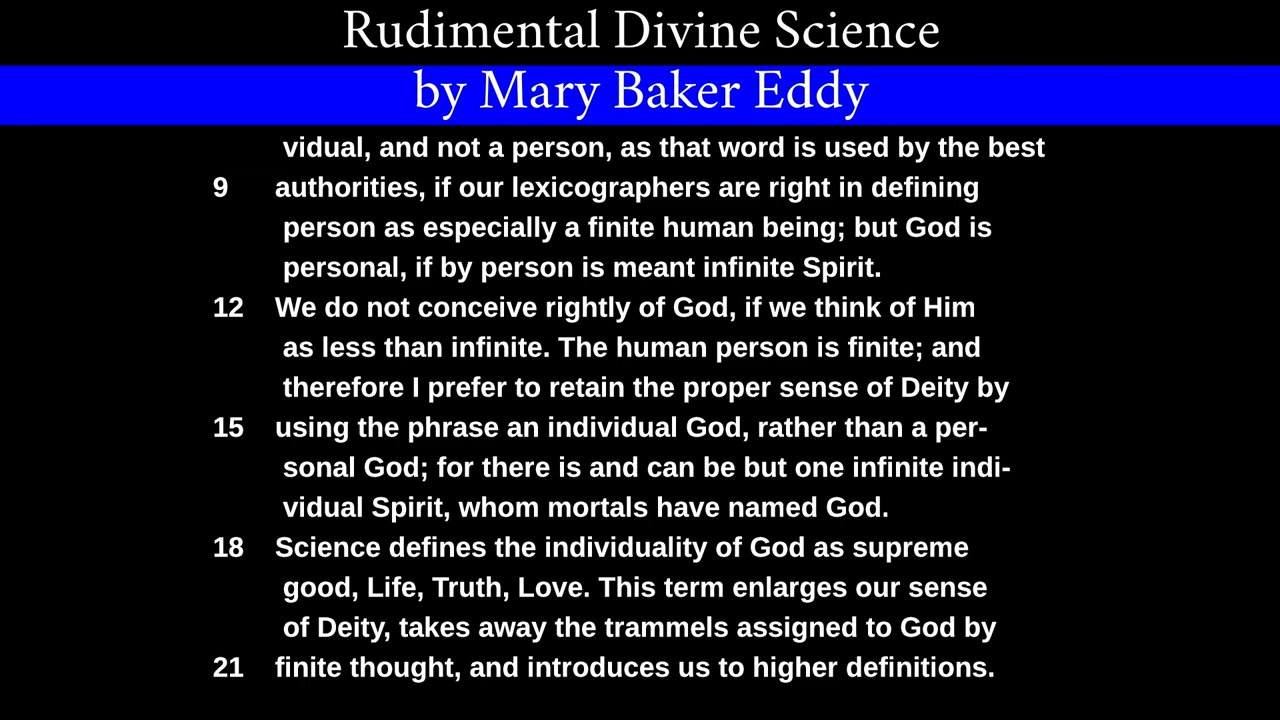 Rudimental Divine Science
by Mary Baker Eddy
vidual, and not a person, as that word is used by the best
9 authorities, if our lexicographers are right in defining
person as especially a finite human being; but God is
personal, if by person is meant infinite Spirit.
12 We do not conceive rightly of God, if we think of Him
as less than infinite. The human person is finite; and
therefore I prefer to retain the proper sense of Deity by
15 using the phrase an individual God, rather than a per-
sonal God; for there is and can be but one infinite indi-
vidual Spirit, whom mortals have named God.
18 Science defines the individuality of God as supreme
good, Life, Truth, Love. This term enlarges our sense
of Deity, takes away the trammels assigned to God by
21 finite thought, and introduces us to higher definitions.